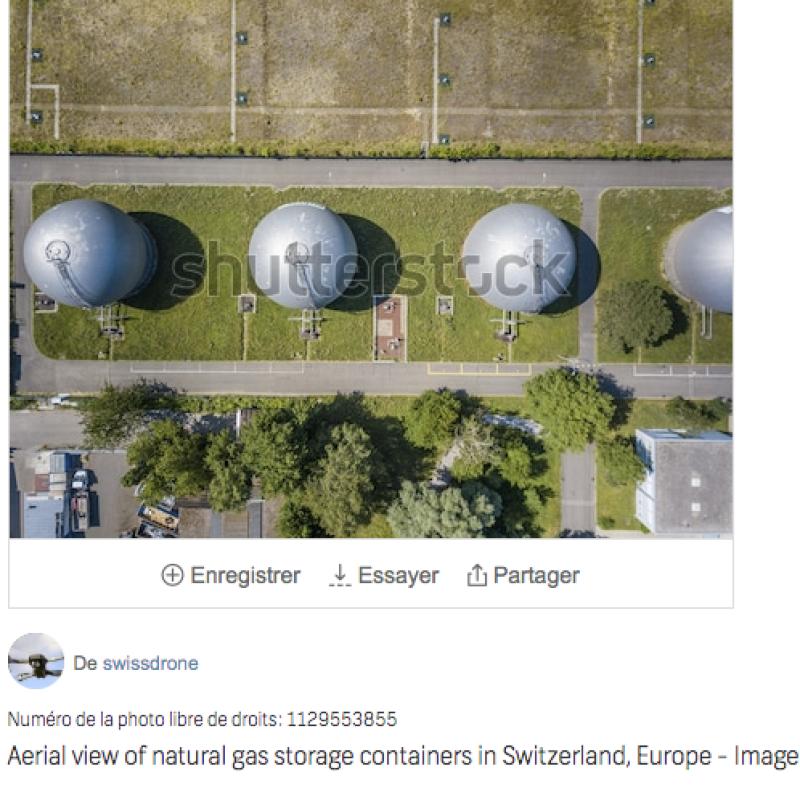 shutterstock
Enregistrer Essayer Partager
De swissdrone
Numéro de la photo libre de droits: 1129553855
Aerial view of natural gas storage containers in Switzerland, Europe - Image